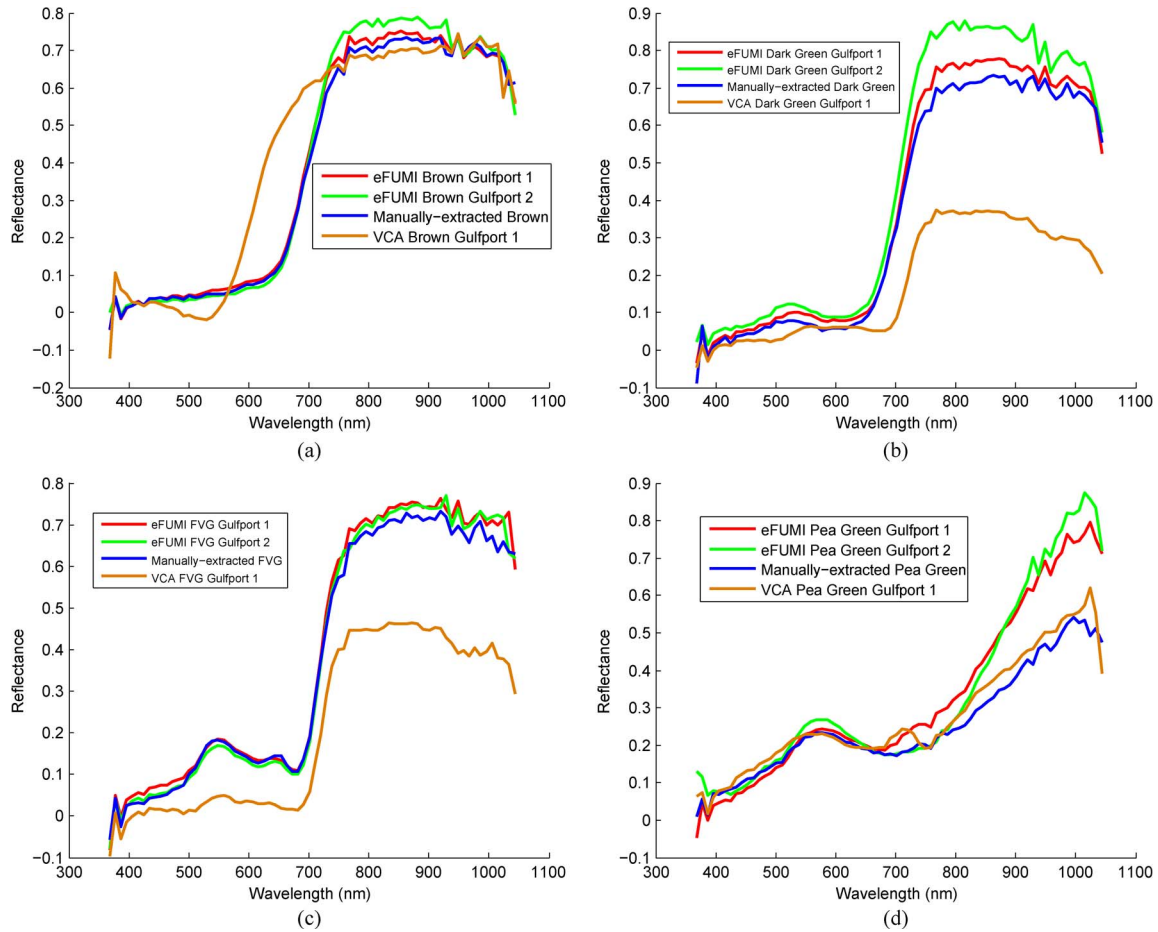 0.8
0.7
0.6
0.5
0.4
0.3
0.2
0.1
0
−0.1
−0.2
Reflectance
eFUMI Brown Gulfport 1
eFUMI Brown Gulfport 2
Manually-extracted Brown
VCA Brown Gulfport 1
300 400 500 600 700 800 900 1000 1100
Wavelength (nm)
(a)
0.9
0.8
0.7
0.6
0.5
0.4
0.3
0.2
0.1
0
−0.1
Reflectance
eFUMI Dark Green Gulfport 1
eFUMI Dark Green Gulfport 2
Manually-extracted Dark Green
VCA Dark Green Gulfport 1
300 400 500 600 700 800 900 1000 1100
Wavelength (nm)
(b)
0.8
0.7
0.6
0.5
0.4
0.3
0.2
0.1
0
−0.1
Reflectance
eFUMI FVG Gulfport 1
eFUMI FVG Gulfport 2
Manually-extracted FVG
VCA FVG Gulfport 1
300 400 500 600 700 800 900 1000 1100
Wavelength (nm)
(c)
0.9
0.8
0.7
0.6
0.5
0.4
0.3
0.2
0.1
0
−0.1
Reflectance
eFUMI Pea Green Gulfport 1
eFUMI Pea Green Gulfport 2
Manually-extracted Pea Green
VCA Pea Green Gulfport 1
300 400 500 600 700 800 900 1000 1100
Wavelength (nm)
(d)